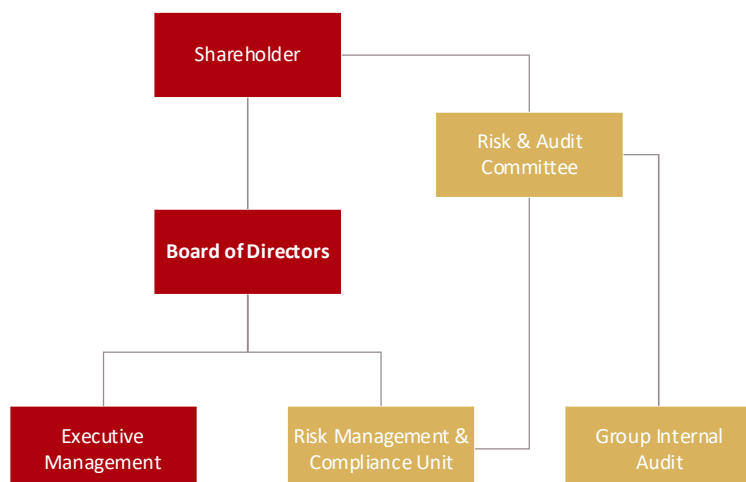 Shareholder
Risk & Audit
Committee
Board of Directors
Executive
Management
Risk Management &
Compliance Unit
Group Internal
Audit